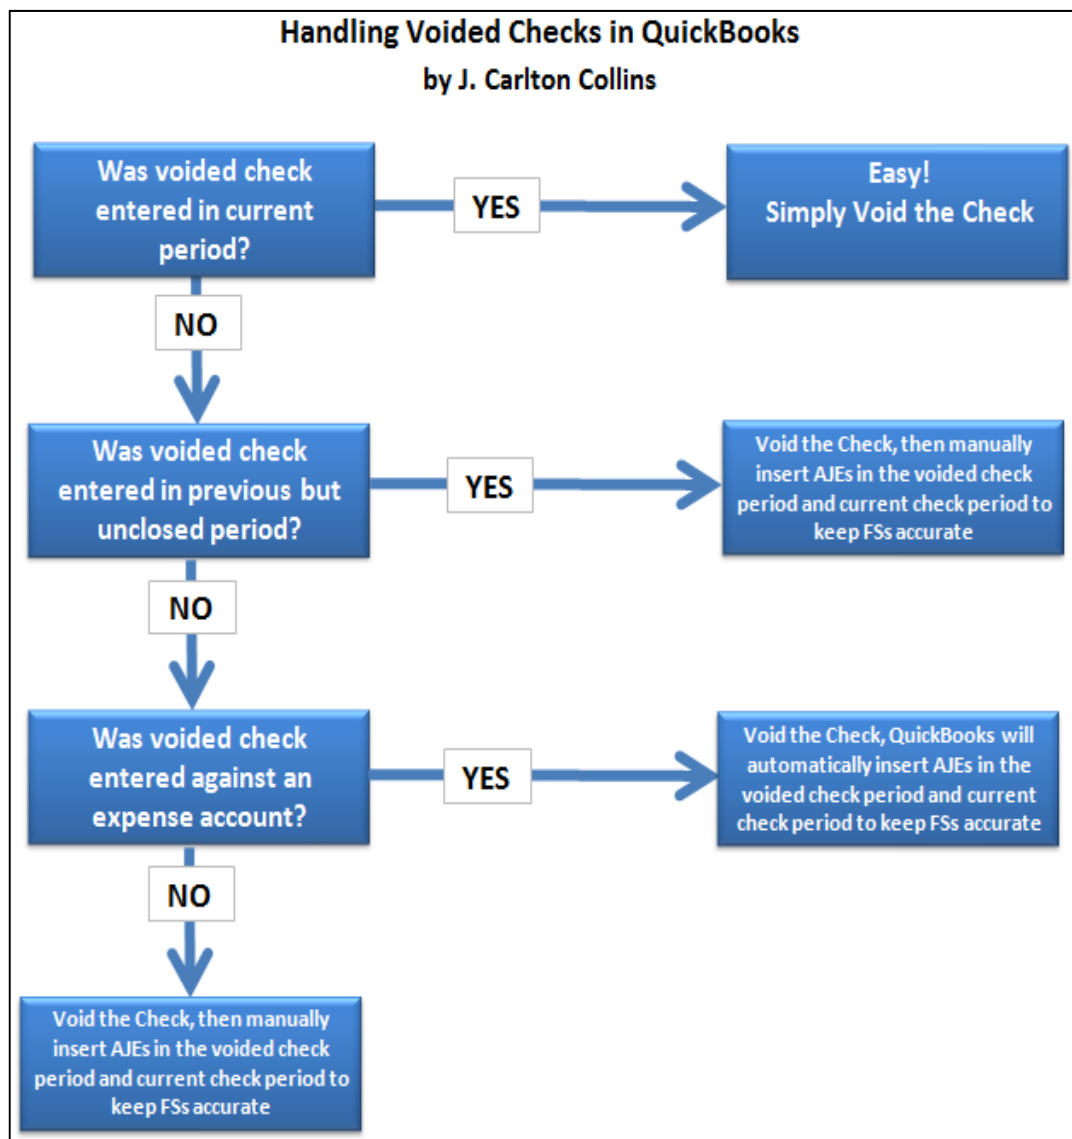 Handling Voided Checks in QuickBooks
by J. Carlton Collins
Was voided check
entered in current
period?
YES
Easy!
Simply Void the Check
NO
Was voided check
entered in previous but
unclosed period?
YES
Void the Check, then manually
insert AJEs in the voided check
period and current check period to
keep FSs accurate
NO
Was voided check
entered against an
expense account?
YES
Void the Check, QuickBooks will
automatically insert AJEs in the
voided check period and current
check period to keep FSs accurate
NO
Void the Check, then manually
insert AJEs in the voided check
period and current check period to
keep FSs accurate